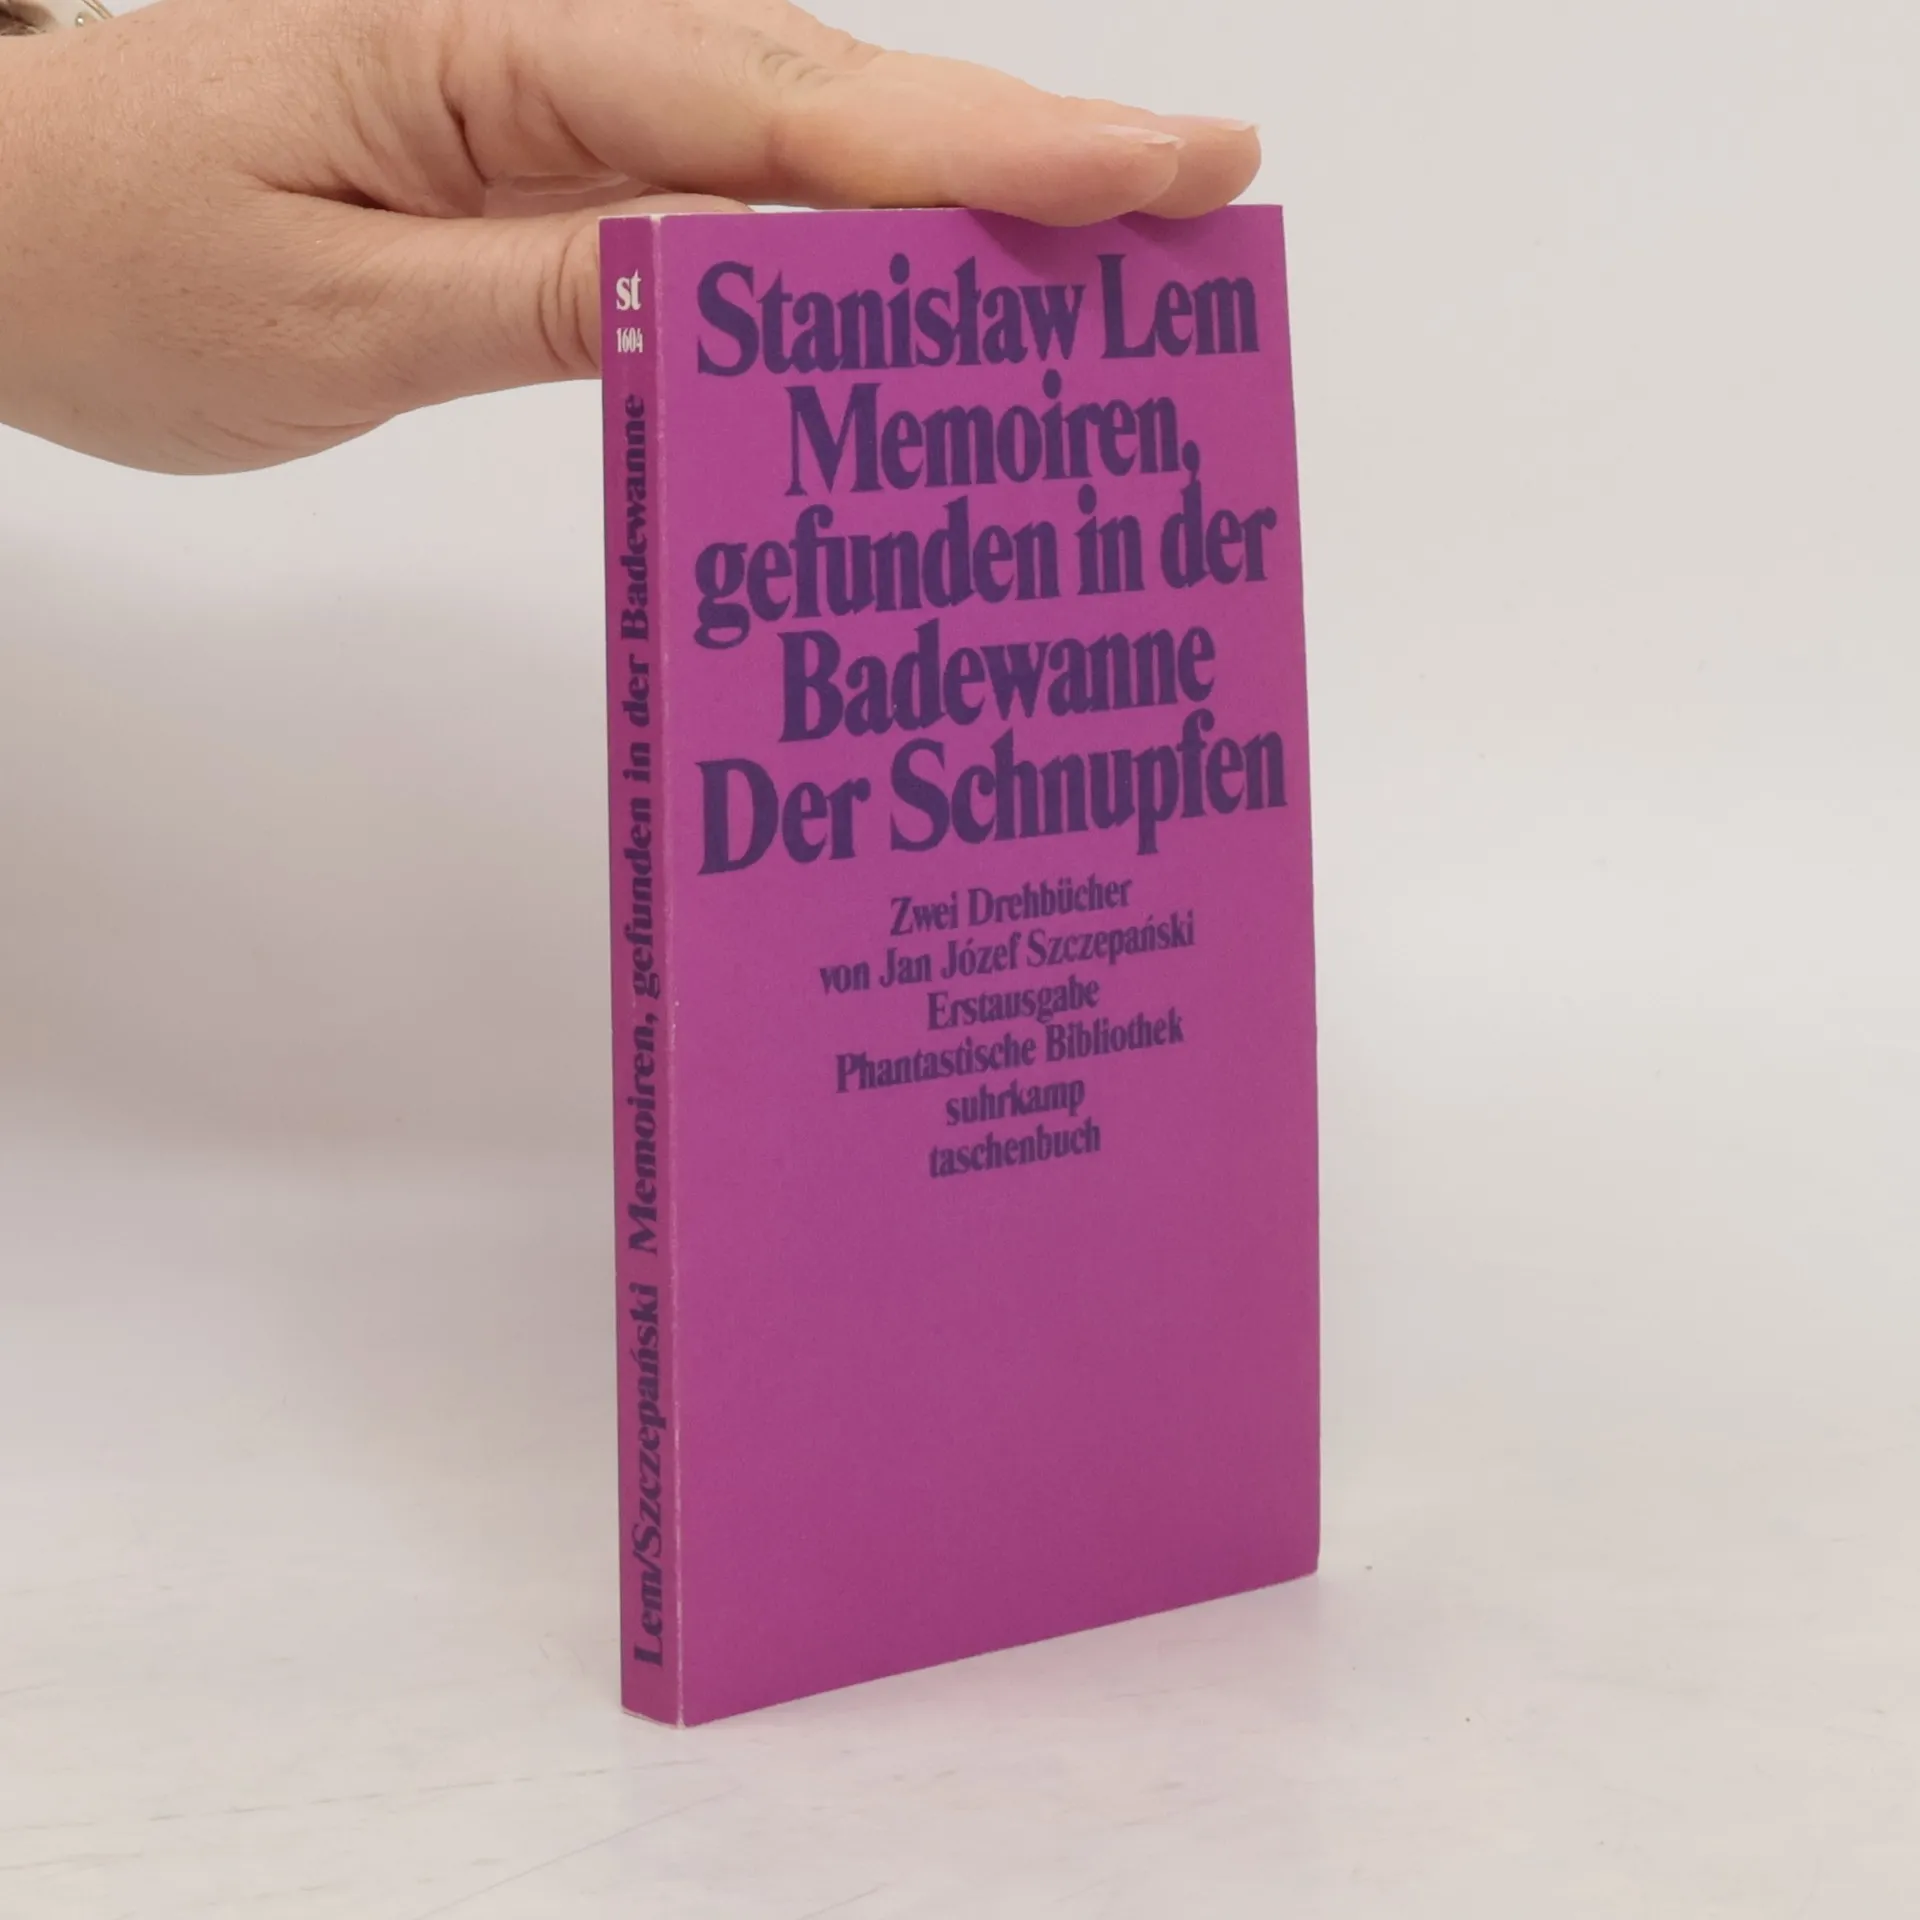 st
1604
Lem/Szczepański Memoiren, gefunden in der Badewanne
Stanisław Lem
Memoiren,
gefunden in der
Badewanne
Der Schnupfen
Zwei Drehbücher
von Jan Józef Szczepański
Erstausgabe
Phantastische Bibliothek
suhrkamp
taschenbuch